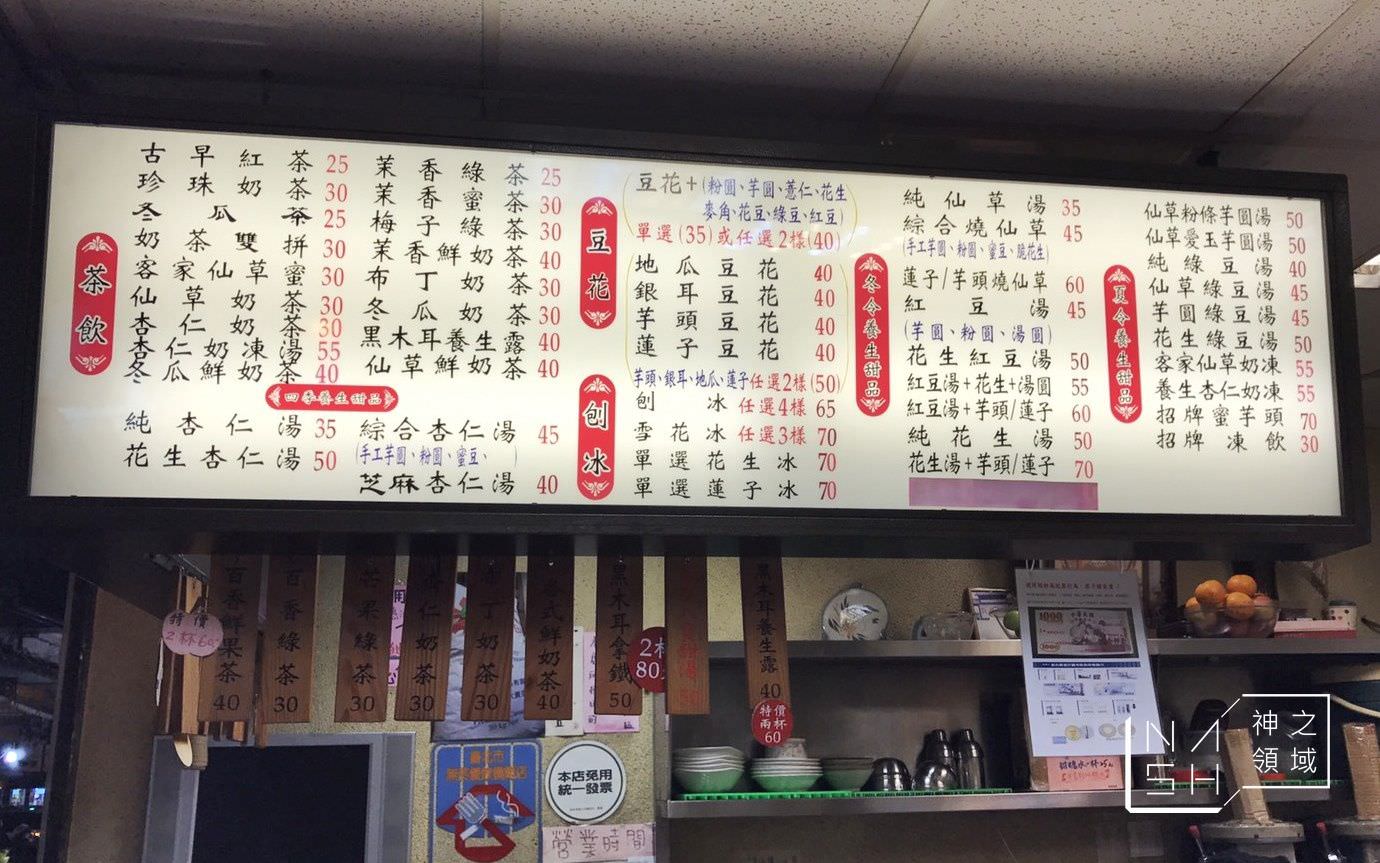 茶飲
古早紅茶 25
珍珠奶茶 30
冬瓜茶 25
奶茶雙拼 30
客家仙草蜜 30
仙草奶茶 30
杏仁奶茶 30
杏仁奶凍湯 55
冬瓜鮮奶茶 40
茉香綠茶 25
茉香蜜茶 30
梅子綠茶 30
茉香鮮奶茶 40
布丁奶茶 30
冬瓜奶茶 30
黑木耳養生露 40
仙草鮮奶茶 40
四季養生甜品
純杏仁湯 35
花生杏仁湯 50
綜合杏仁湯 45
(手工芋圓、粉圓、蜜豆、 )
芝麻杏仁湯 40
豆花
豆花+(粉圓、芋圓、薏仁、花生
麥角、花豆、綠豆、紅豆)
單選(35)或任選2樣(40)
地瓜豆花 40
銀耳豆花 40
芋頭豆花 40
蓮子豆花 40
芋頭、銀耳、地瓜、蓮子任選2樣(50)
刨冰
刨冰任選4樣 65
雪花冰任選3樣 70
單選花生冰 70
單選蓮子冰 70
冬令養生甜品
純仙草湯 35
綜合燒仙草 45
(手工芋圓、粉圓、蜜豆、脆花生)
蓮子/芋頭燒仙草 60
紅豆湯 45
(芋圓、粉圓、湯圓)
花生紅豆湯 50
紅豆湯+花生+湯圓 55
紅豆湯+芋頭/蓮子 60
純花生湯 50
花生湯+芋頭/蓮子 70
夏令養生甜品
仙草粉條芋圓湯 50
仙草愛玉芋圓湯 50
純綠豆湯 40
仙草綠豆湯 45
芋圓綠豆湯 45
花生綠豆湯 50
客家仙草奶凍 55
養生杏仁奶凍 55
招牌蜜芋頭 70
招牌凍飲 30
特價
2杯60
百香鮮果茶 40
百香綠茶 30
芒果綠茶 30
杏仁奶茶 30
布丁奶茶 30
式鮮奶茶 40
黑木耳拿鐵 50
2杯
80
黑木耳養生露 40
特價
兩杯
60
本店免用
統一發票
營業時間
1000
1000
NASH
神之
領域